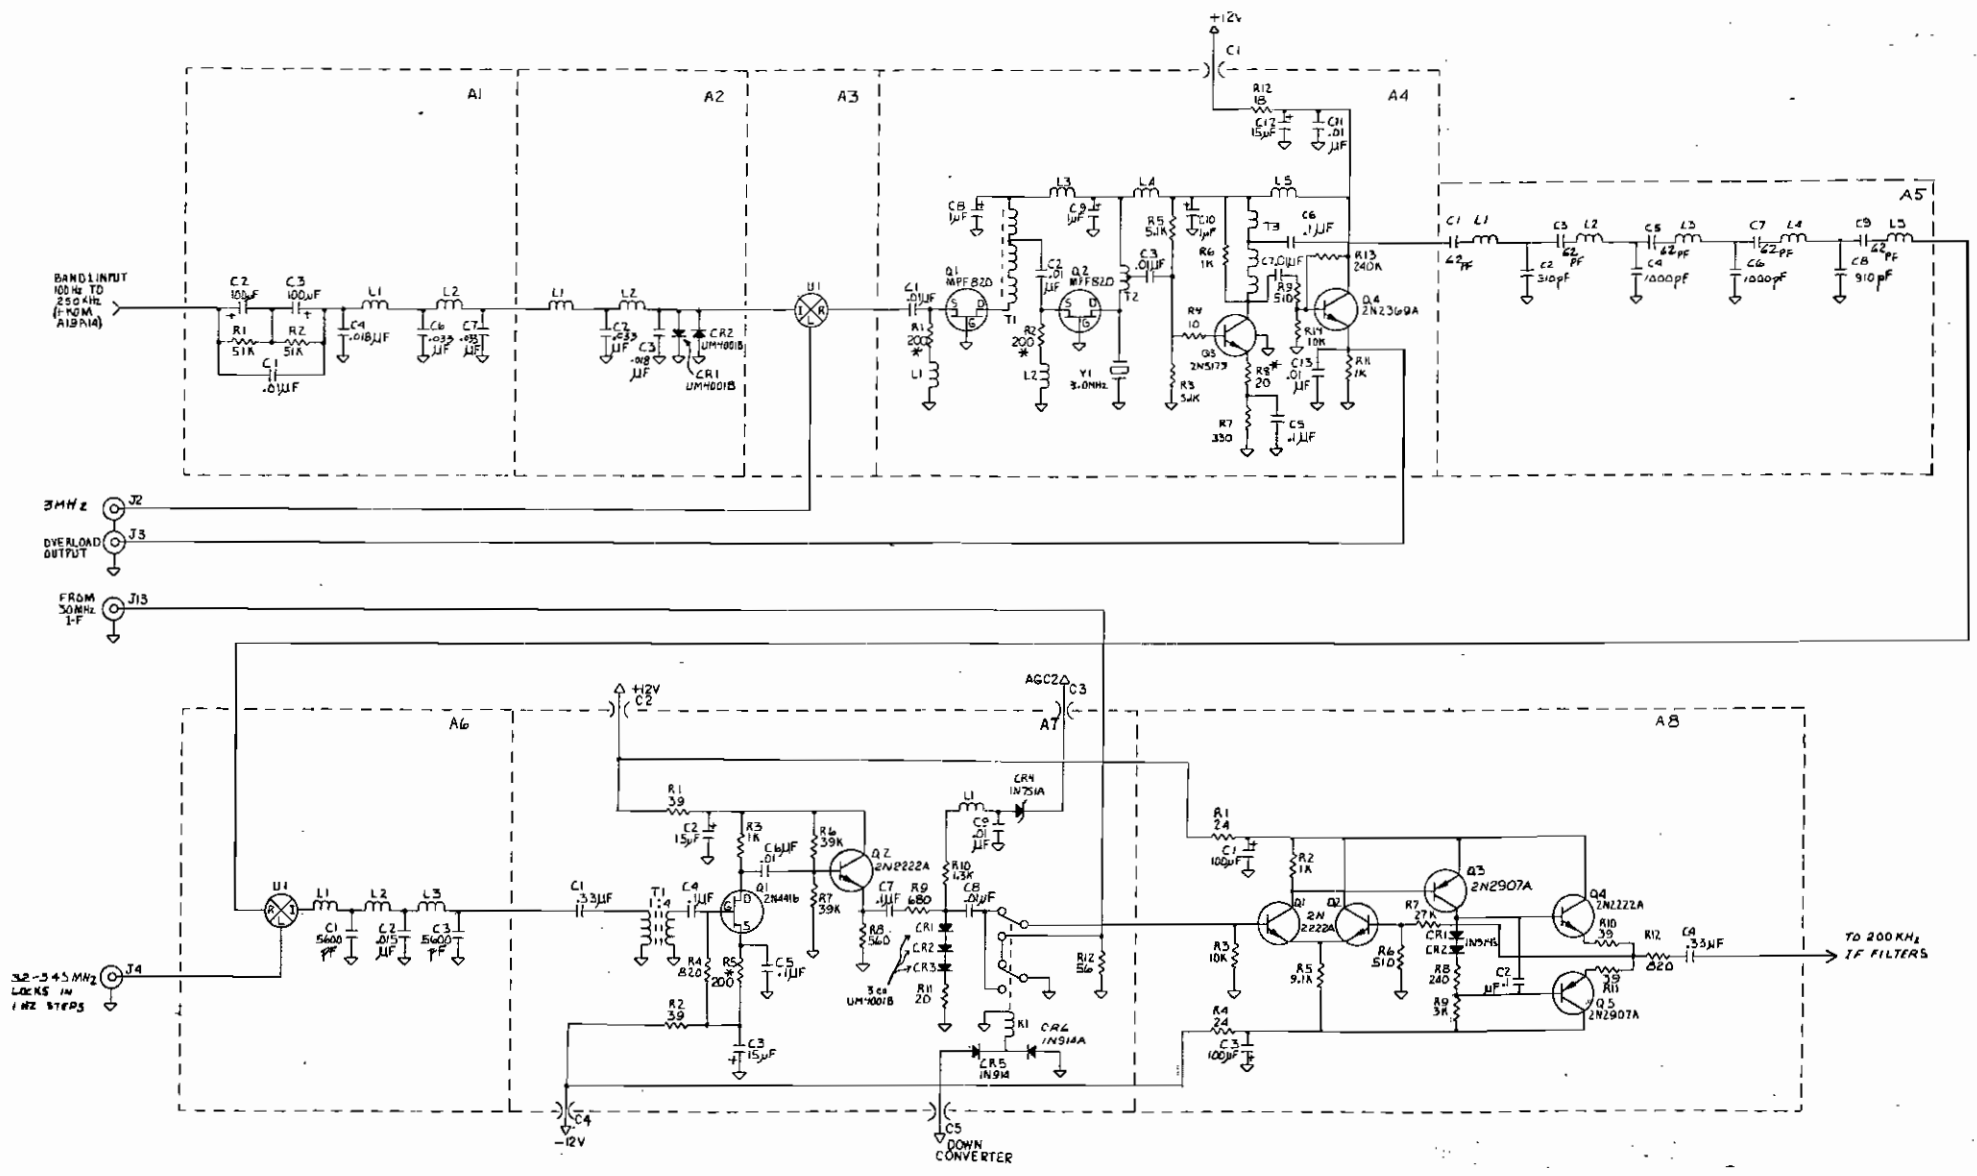 +12V
C1
A1
A2
A3
A4
R12
18
C12
15µF
C11
.01
µF
A5
L3
L4
L5
C8
1µF
C9
1µF
R5
5.1K
C10
1µF
R6
1K
T3
C6
.1µF
C1
62
PF
L1
C3
62
PF
L2
C5
62
PF
L3
C7
62
PF
L4
C9
62
PF
L5
C2
C4
1000pF
C6
1000pF
C8
910pF
BAND 1 INPUT
100 HZ TO
250 KHZ
(FROM
A19A14)
C2
100µF
C3
100µF
R1
51K
R2
51K
C1
.01µF
C4
.018µF
L1
L2
C6
.033
µF
C7
.033
µF
L1
L2
C2
.033
µF
C3
.018
µF
CR2
UM4001B
CR1
UM4001B
U1
I
R
L
C1
.01µF
Q1
MPF820
S
D
G
R1
200
*
L1
T1
C2
.01
µF
Q2
MPF820
S
D
G
R2
200
*
L2
T2
Y1
3.0MHz
C3
.01µF
R4
10
R3
Q3
2N5179
C7
.01µF
R9
510
R13
240K
Q4
2N2369A
R14
10K
R8
*
20
C13
.01
µF
R11
1K
R7
330
C5
.1µF
3MHz
J2
OVERLOAD
OUTPUT
J3
FROM
30MHz
I-F
J13
A6
+12V
C2
AGC2
C3
A7
A8
R1
39
C2
15µF
R3
1K
C6
.01
µF
R6
39K
Q2
2N2222A
L1
C9
.01
µF
CR4
1N751A
R10
1.3K
R1
24
C1
100µF
R2
1K
Q3
2N2907A
Q4
2N2222A
U1
R
I
L
L1
L2
L3
C1
5600
PF
C2
.015
µF
C3
5600
PF
C1
.33µF
T1
1:4
C4
.1µF
Q1
2N4416
G
D
S
R7
39K
C7
.1µF
R9
680
C8
.01µF
R8
560
CR1
CR2
CR3
3 ea
UM4001B
R11
20
R4
820
R5
*
200
C5
.1µF
R2
39
C3
15µF
K1
CR6
1N914A
CR5
1N914
R12
56
R3
10K
Q1
2N
2222A
Q2
R5
9.1K
R6
510
R7
27K
CR1
CR2
R8
R9
3K
C2
.1
µF
R10
39
R11
39
Q5
2N2907A
R12
820
C4
.33µF
TO 200 KHz
IF FILTERS
R4
24
C3
100µF
J4
LOCKS IN
1 HZ STEPS
C4
-12V
C5
DOWN
CONVERTER